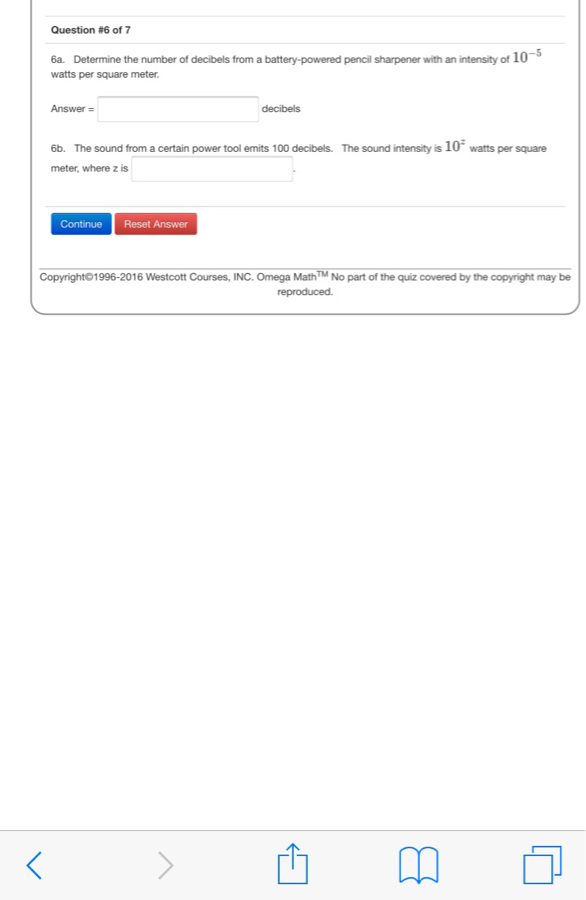 Question #6 of 7
6a. Determine the number of decibels from a battery-powered pencil sharpener with an intensity of 10⁻⁵
watts per square meter.
Answer = decibels
6b. The sound from a certain power tool emits 100 decibels. The sound intensity is 10ᶻ watts per square
meter, where z is .
Continue Reset Answer
Copyright©1996-2016 Westcott Courses, INC. Omega Math™ No part of the quiz covered by the copyright may be
reproduced.